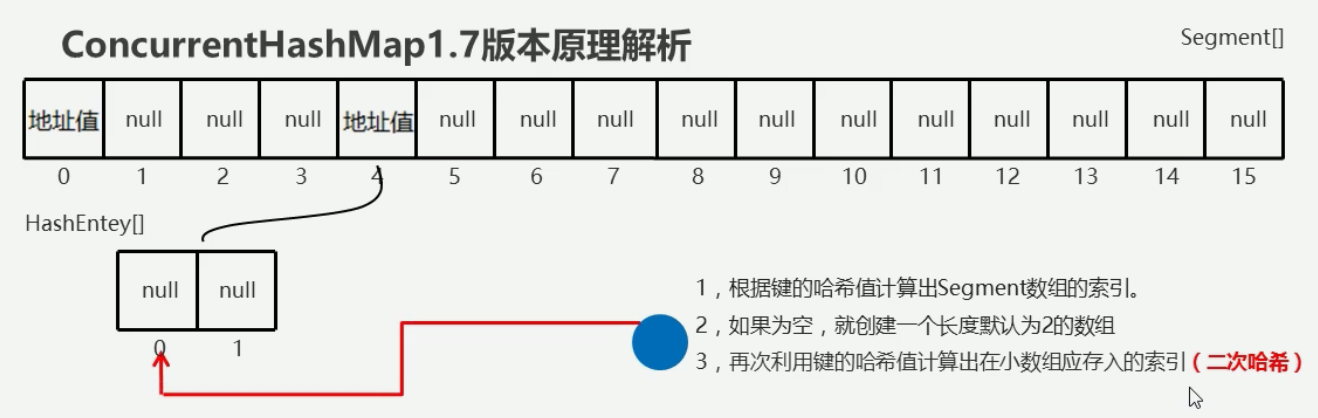 ConcurrentHashMap1.7版本原理解析
Segment[]
地址值 null null null 地址值 null null null null null null null null null null null
0 1 2 3 4 5 6 7 8 9 10 11 12 13 14 15
HashEntey[]
null null
0 1
1，根据键的哈希值计算出Segment数组的索引。
2，如果为空，就创建一个长度默认为2的数组
3，再次利用键的哈希值计算出在小数组应存入的索引（二次哈希）